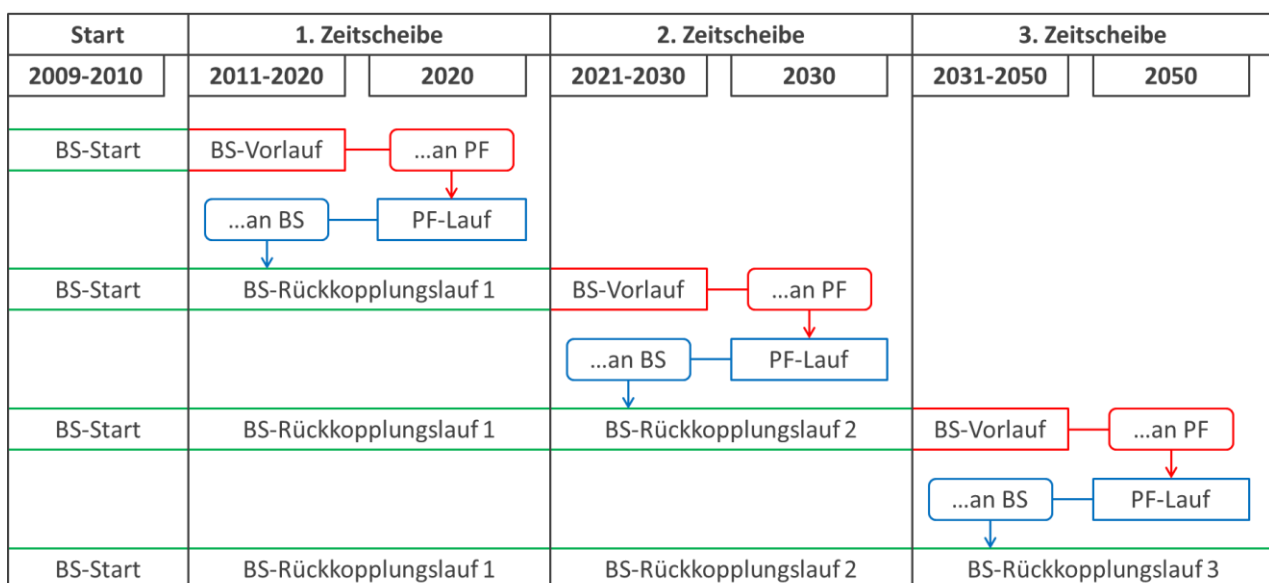 Start 1. Zeitscheibe 2. Zeitscheibe 3. Zeitscheibe
2009-2010 2011-2020 2020 2021-2030 2030 2031-2050 2050
BS-Start BS-Vorlauf ...an PF
...an BS PF-Lauf
BS-Start BS-Rückkopplungslauf 1 BS-Vorlauf ...an PF
...an BS PF-Lauf
BS-Start BS-Rückkopplungslauf 1 BS-Rückkopplungslauf 2 BS-Vorlauf ...an PF
...an BS PF-Lauf
BS-Start BS-Rückkopplungslauf 1 BS-Rückkopplungslauf 2 BS-Rückkopplungslauf 3